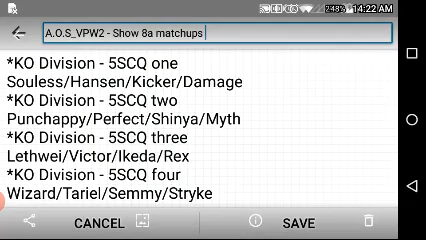 2:48% 14:22 AM
A.O.S_VPW2 - Show 8a matchups
*KO Division - 5SCQ one
Souless/Hansen/Kicker/Damage
*KO Division - 5SCQ two
Punchappy/Perfect/Shinya/Myth
*KO Division - 5SCQ three
Lethwei/Victor/Ikeda/Rex
*KO Division - 5SCQ four
Wizard/Tariel/Semmy/Stryke
CANCEL SAVE